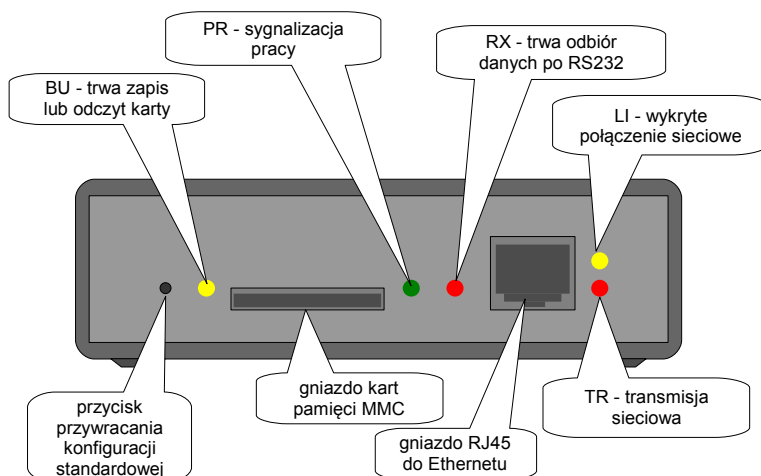 PR - sygnalizacja
pracy
RX - trwa odbiór
danych po RS232
BU - trwa zapis
lub odczyt karty
LI - wykryte
połączenie sieciowe
przycisk
przywracania
konfiguracji
standardowej
gniazdo kart
pamięci MMC
gniazdo RJ45
do Ethernetu
TR - transmisja
sieciowa